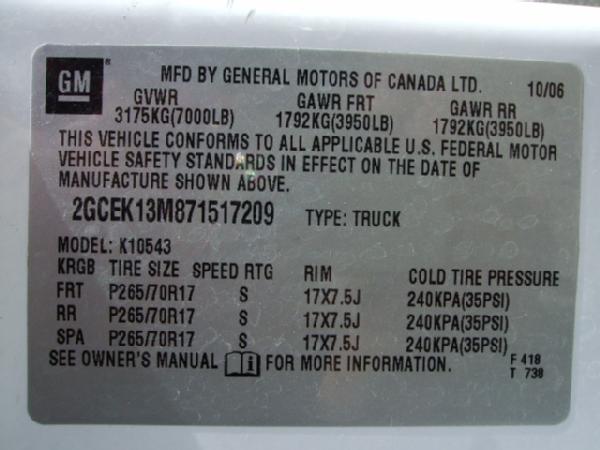 GM ®
MFD BY GENERAL MOTORS OF CANADA LTD. 10/06
GVWR GAWR FRT GAWR RR
3175KG(7000LB) 1792KG(3950LB) 1792KG(3950LB)
THIS VEHICLE CONFORMS TO ALL APPLICABLE U.S. FEDERAL MOTOR
VEHICLE SAFETY STANDARDS IN EFFECT ON THE DATE OF
MANUFACTURE SHOWN ABOVE.
2GCEK13M871517209 TYPE: TRUCK
MODEL: K10543
KRGB TIRE SIZE SPEED RTG RIM COLD TIRE PRESSURE
FRT P265/70R17 S 17X7.5J 240KPA(35PSI)
RR P265/70R17 S 17X7.5J 240KPA(35PSI)
SPA P265/70R17 S 17X7.5J 240KPA(35PSI)
SEE OWNER'S MANUAL i FOR MORE INFORMATION. F 418
T 738